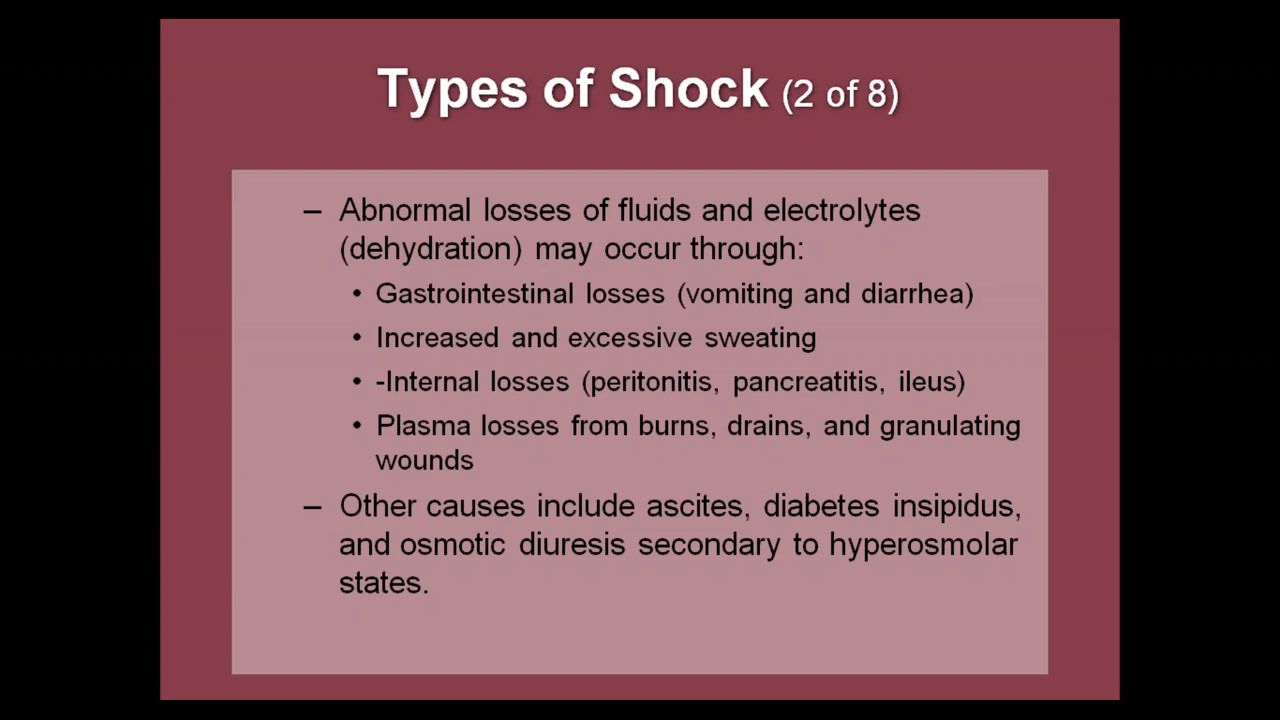 Types of Shock (2 of 8)
– Abnormal losses of fluids and electrolytes
(dehydration) may occur through:
• Gastrointestinal losses (vomiting and diarrhea)
• Increased and excessive sweating
• -Internal losses (peritonitis, pancreatitis, ileus)
• Plasma losses from burns, drains, and granulating
wounds
– Other causes include ascites, diabetes insipidus,
and osmotic diuresis secondary to hyperosmolar
states.